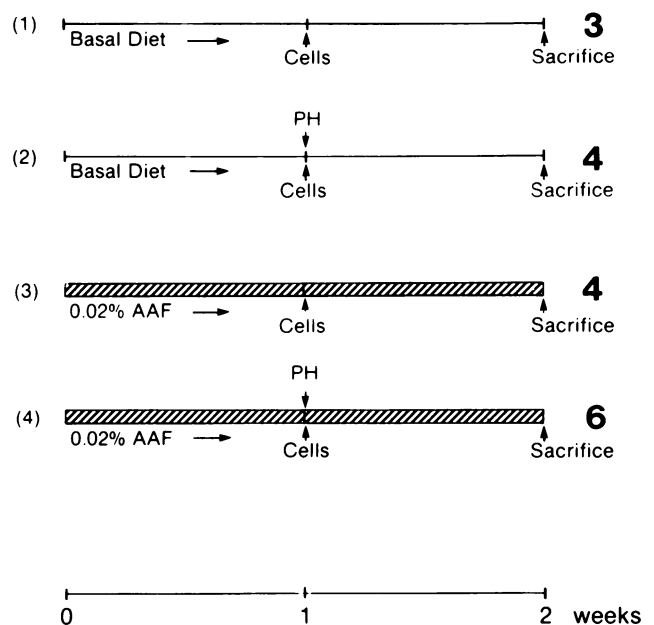 (1) 3
Basal Diet
Cells Sacrifice
PH
(2) 4
Basal Diet
Cells Sacrifice
(3) 4
0.02% AAF
Cells Sacrifice
PH
(4) 6
0.02% AAF
Cells Sacrifice
0 1 2 weeks